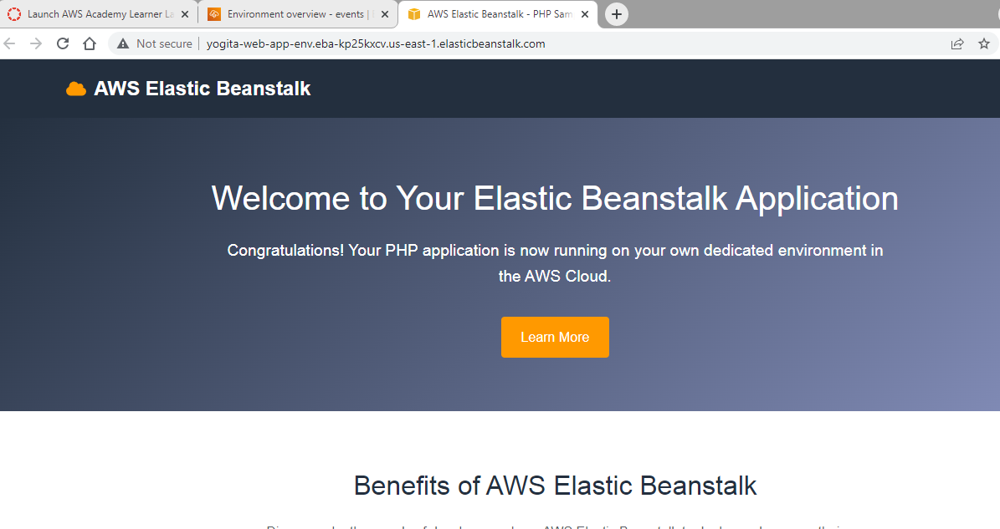 Launch AWS Academy Learner La
Environment overview - events |
AWS Elastic Beanstalk - PHP Sam
Not secure
yogita-web-app-env.eba-kp25kxcv.us-east-1.elasticbeanstalk.com
AWS Elastic Beanstalk
Welcome to Your Elastic Beanstalk Application
Congratulations! Your PHP application is now running on your own dedicated environment in
the AWS Cloud.
Learn More
Benefits of AWS Elastic Beanstalk